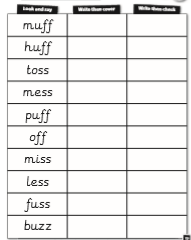 Look and say Write then cover Write then check
muff
huff
toss
mess
puff
off
miss
less
fuss
buzz